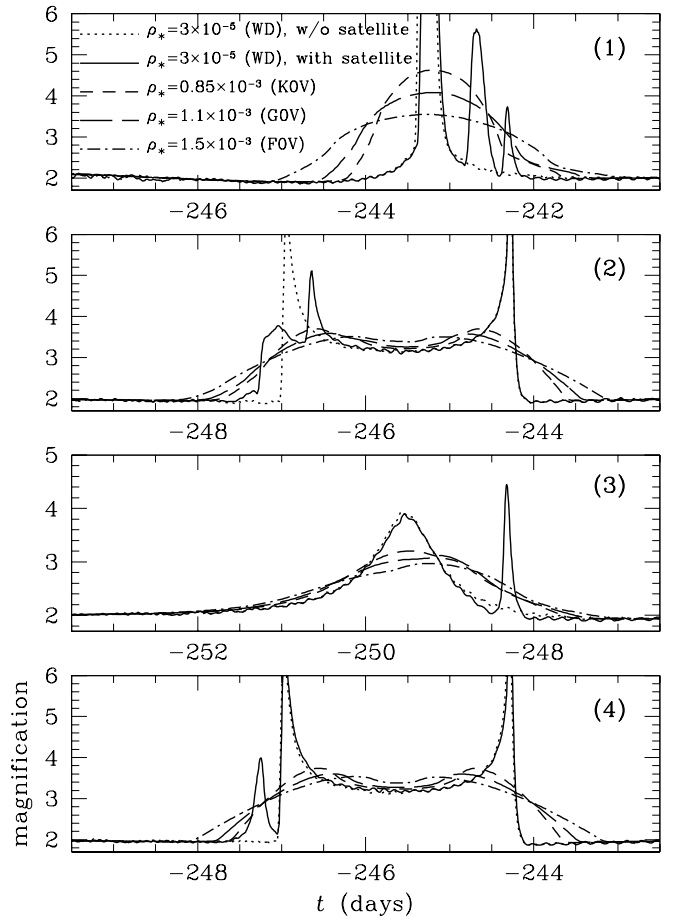 6
ρ*=3×10⁻⁵ (WD), w/o satellite
(1)
5
ρ*=3×10⁻⁵ (WD), with satellite
ρ*=0.85×10⁻³ (K0V)
4
ρ*=1.1×10⁻³ (G0V)
3
ρ*=1.5×10⁻³ (F0V)
2
−246 −244 −242
6
(2)
5
4
3
2
−248 −246 −244
5
(3)
4
3
2
−252 −250 −248
6
(4)
5
4
3
2
−248 −246 −244
magnification
t (days)